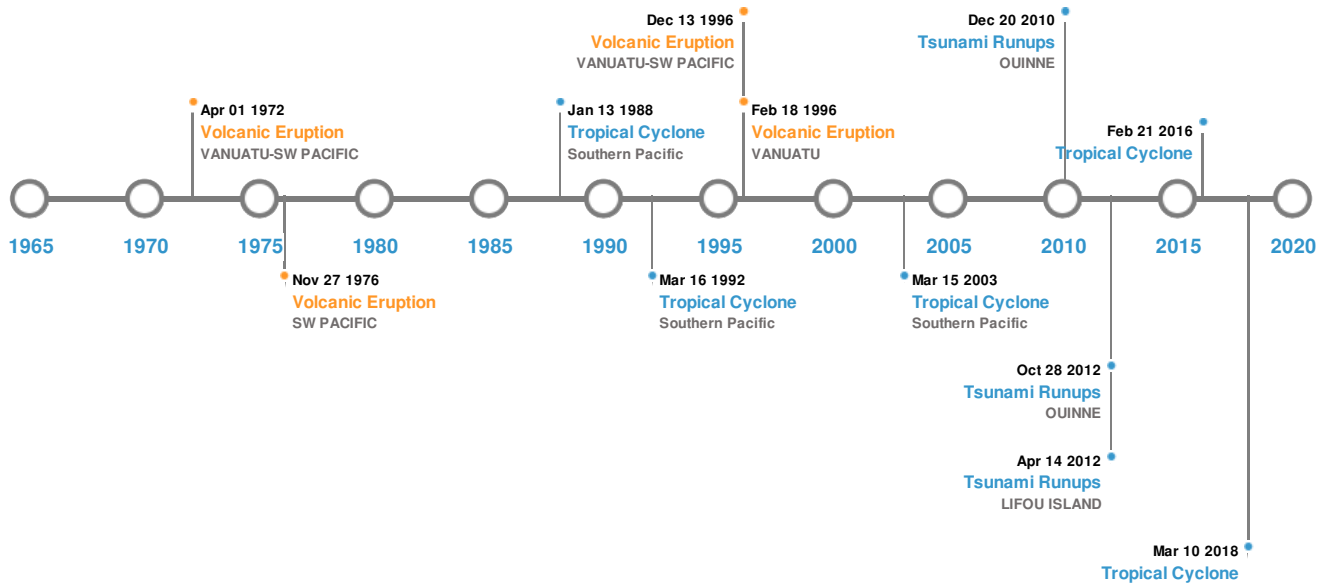 Dec 13 1996
Volcanic Eruption
VANUATU-SW PACIFIC
Dec 20 2010
Tsunami Runups
OUINNE
Apr 01 1972
Volcanic Eruption
VANUATU-SW PACIFIC
Jan 13 1988
Tropical Cyclone
Southern Pacific
Feb 18 1996
Volcanic Eruption
VANUATU
Feb 21 2016
Tropical Cyclone
1965 1970 1975 1980 1985 1990 1995 2000 2005 2010 2015 2020
Nov 27 1976
Volcanic Eruption
SW PACIFIC
Mar 16 1992
Tropical Cyclone
Southern Pacific
Mar 15 2003
Tropical Cyclone
Southern Pacific
Oct 28 2012
Tsunami Runups
OUINNE
Apr 14 2012
Tsunami Runups
LIFOU ISLAND
Mar 10 2018
Tropical Cyclone